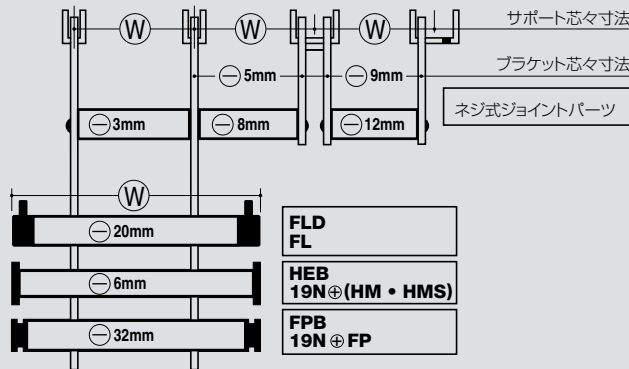 W W W サポート芯々寸法
ブラケット芯々寸法
⊖5mm ⊖9mm
ネジ式ジョイントパーツ
⊖3mm ⊖8mm ⊖12mm
W
⊖20mm
FLD
FL
⊖6mm
HEB
19N⊕(HM・HMS)
⊖32mm
FPB
19N⊕FP